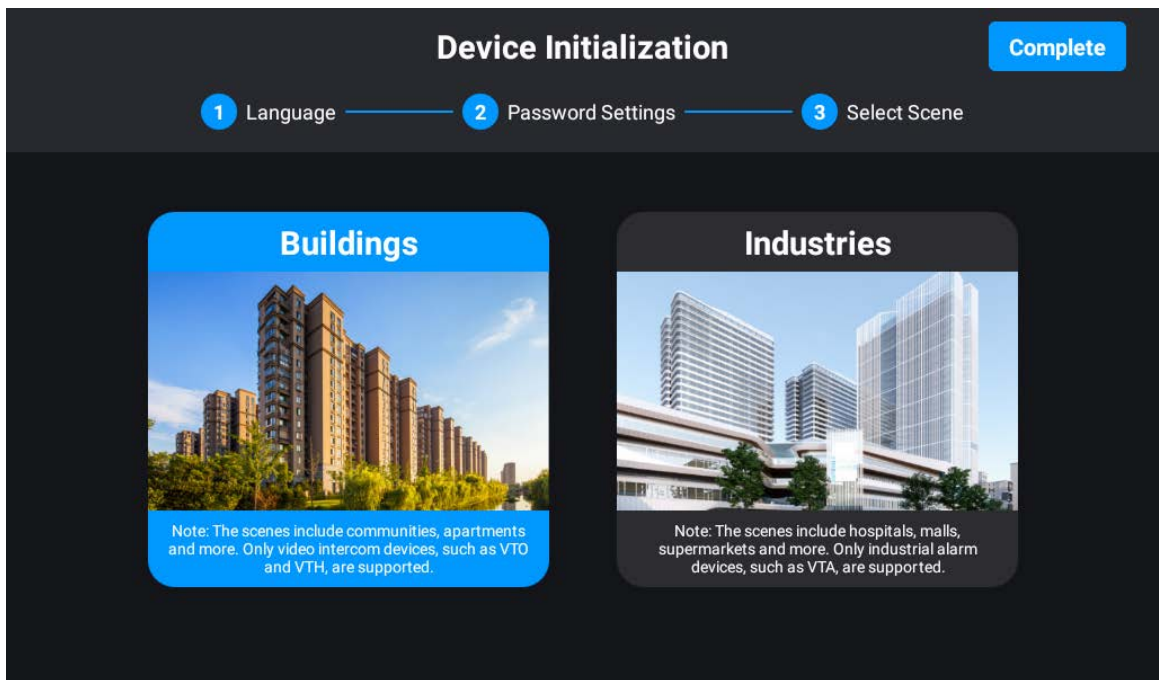 Device Initialization
Complete
1 Language
2 Password Settings
3 Select Scene
Buildings
Note: The scenes include communities, apartments
and more. Only video intercom devices, such as VTO
and VTH, are supported.
Industries
Note: The scenes include hospitals, malls,
supermarkets and more. Only industrial alarm
devices, such as VTA, are supported.